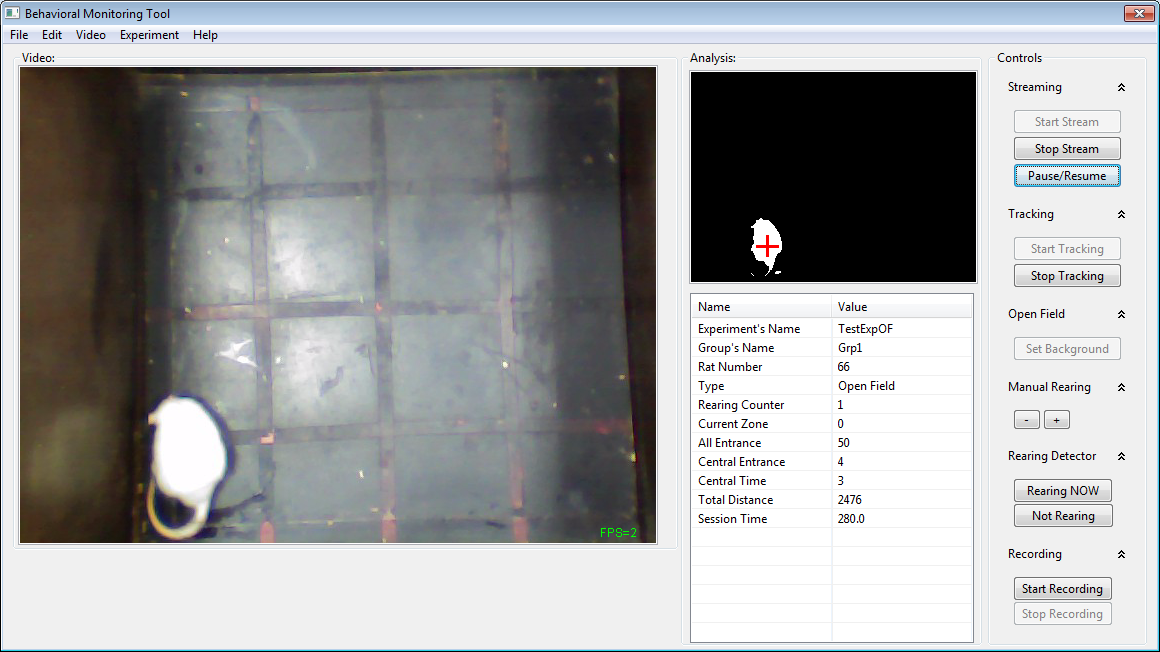 Behavioral Monitoring Tool
File Edit Video Experiment Help
Video:
FPS=2
Analysis:
Name Value
Experiment's Name TestExpOF
Group's Name Grp1
Rat Number 66
Type Open Field
Rearing Counter 1
Current Zone 0
All Entrance 50
Central Entrance 4
Central Time 3
Total Distance 2476
Session Time 280.0
Controls
Streaming
Start Stream
Stop Stream
Pause/Resume
Tracking
Start Tracking
Stop Tracking
Open Field
Set Background
Manual Rearing
- +
Rearing Detector
Rearing NOW
Not Rearing
Recording
Start Recording
Stop Recording